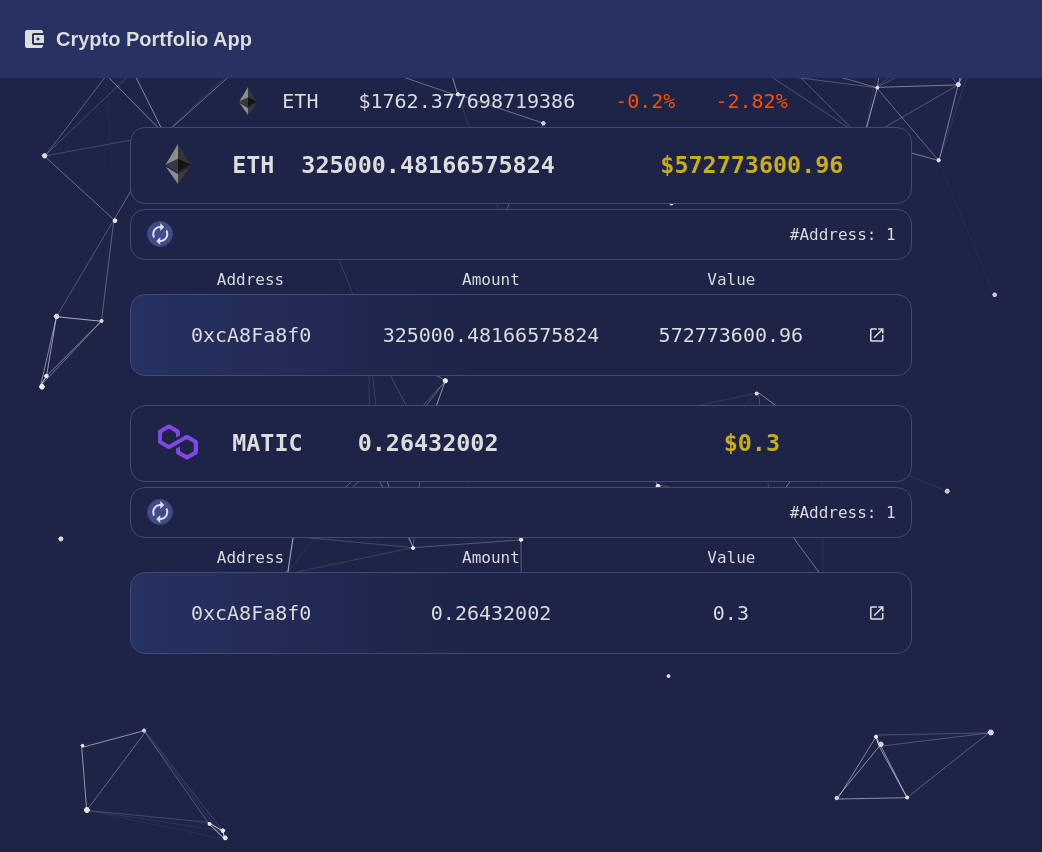 Crypto Portfolio App
ETH $1762.377698719386 -0.2% -2.82%
ETH 325000.48166575824 $572773600.96
#Address: 1
Address Amount Value
0xcA8Fa8f0 325000.48166575824 572773600.96
MATIC 0.26432002 $0.3
#Address: 1
Address Amount Value
0xcA8Fa8f0 0.26432002 0.3